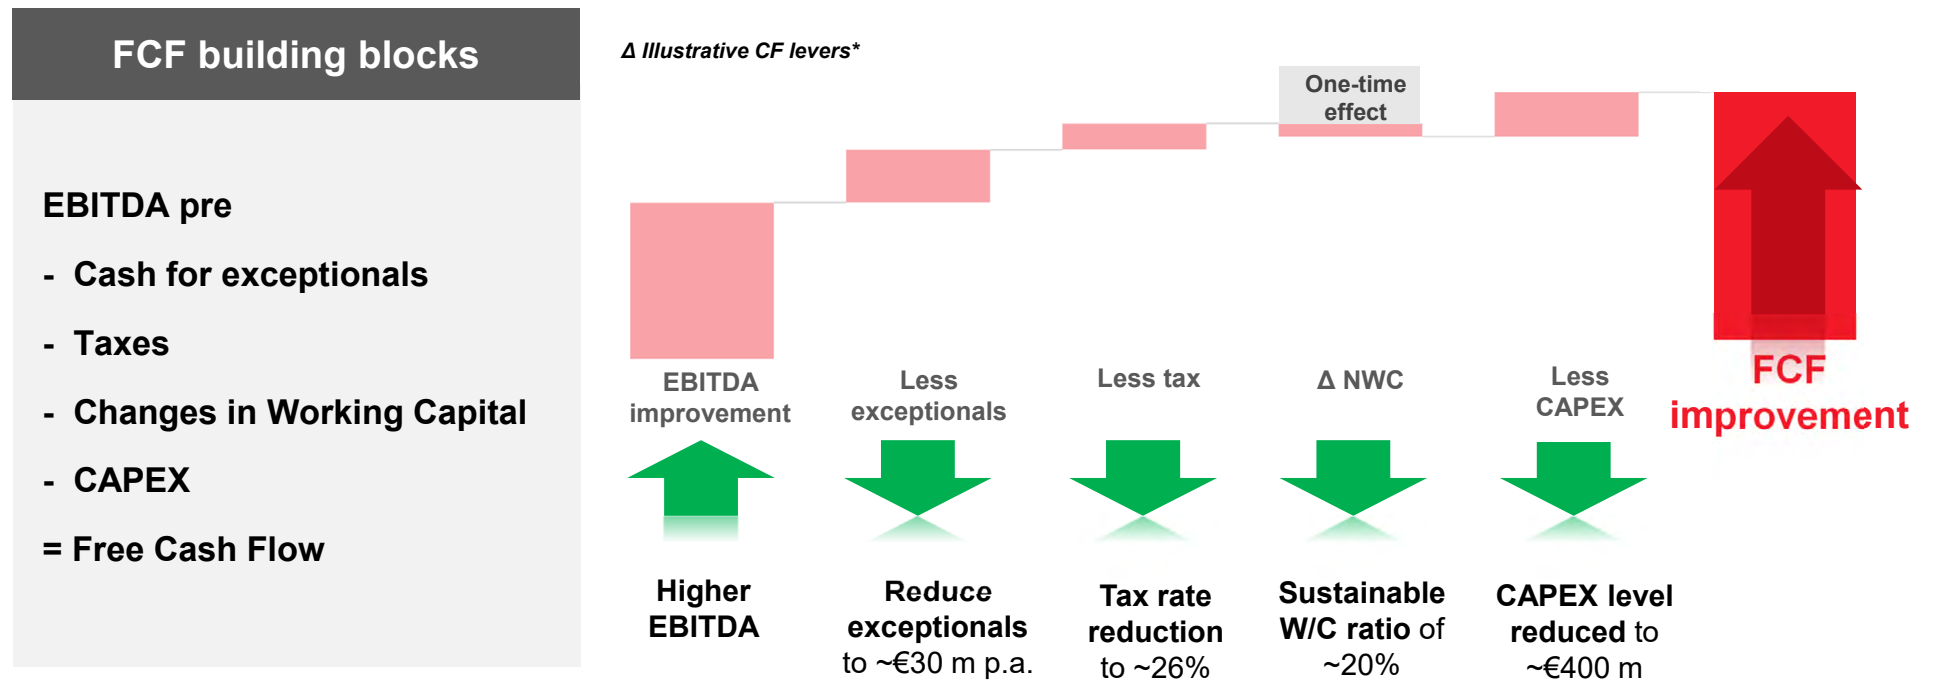 FCF building blocks
EBITDA pre
- Cash for exceptionals
- Taxes
- Changes in Working Capital
- CAPEX
= Free Cash Flow
Δ Illustrative CF levers*
One-time
effect
EBITDA
improvement
Less
exceptionals
Less tax
Δ NWC
Less
CAPEX
FCF
improvement
Higher
EBITDA
Reduce
exceptionals
to ~€30 m p.a.
Tax rate
reduction
to ~26%
Sustainable
W/C ratio of
~20%
CAPEX level
reduced to
~€400 m